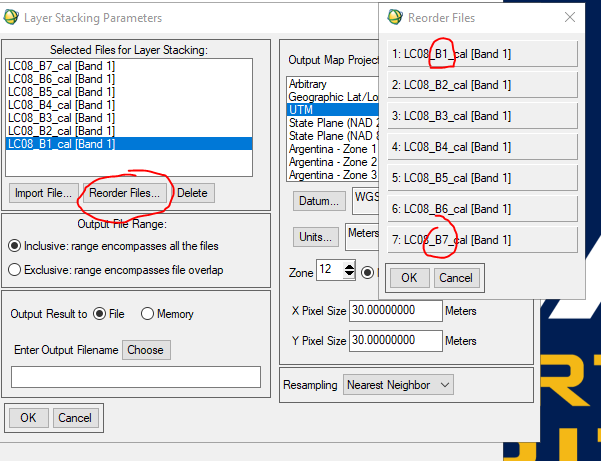 Layer Stacking Parameters
Selected Files for Layer Stacking:
LC08_B7_cal [Band 1]
LC08_B6_cal [Band 1]
LC08_B5_cal [Band 1]
LC08_B4_cal [Band 1]
LC08_B3_cal [Band 1]
LC08_B2_cal [Band 1]
LC08_B1_cal [Band 1]
Import File...
Reorder Files...
Delete
Output File Range:
Inclusive: range encompasses all the files
Exclusive: range encompasses file overlap
Output Result to
File
Memory
Enter Output Filename
Choose
OK
Cancel
Output Map Project
Arbitrary
Geographic Lat/Lo
UTM
State Plane (NAD 2
State Plane (NAD 8
Argentina - Zone 1
Argentina - Zone 2
Argentina - Zone 3
Datum...
WGS
Units...
Meters
Zone
12
X Pixel Size
30.00000000
Meters
Y Pixel Size
30.00000000
Meters
Resampling
Nearest Neighbor
Reorder Files
1: LC08_B1_cal [Band 1]
2: LC08_B2_cal [Band 1]
3: LC08_B3_cal [Band 1]
4: LC08_B4_cal [Band 1]
5: LC08_B5_cal [Band 1]
6: LC08_B6_cal [Band 1]
7: LC08_B7_cal [Band 1]
OK
Cancel